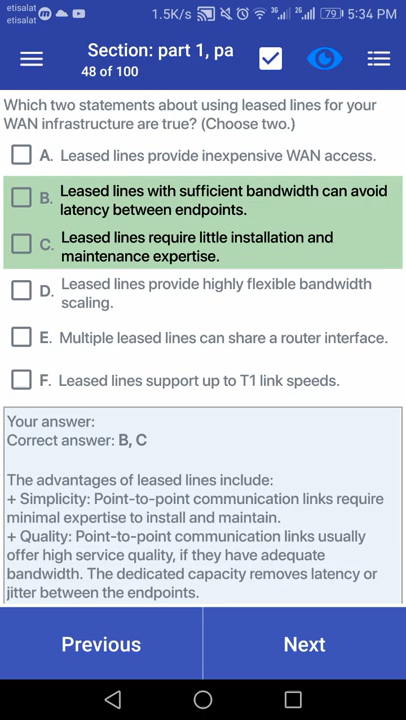 etisalat
etisalat
1.5K/s 3G 2G 79 5:34 PM
Section: part 1, pa
48 of 100
Which two statements about using leased lines for your
WAN infrastructure are true? (Choose two.)
A. Leased lines provide inexpensive WAN access.
B. Leased lines with sufficient bandwidth can avoid
latency between endpoints.
C. Leased lines require little installation and
maintenance expertise.
D. Leased lines provide highly flexible bandwidth
scaling.
E. Multiple leased lines can share a router interface.
F. Leased lines support up to T1 link speeds.
Your answer:
Correct answer: B, C
The advantages of leased lines include:
+ Simplicity: Point-to-point communication links require
minimal expertise to install and maintain.
+ Quality: Point-to-point communication links usually
offer high service quality, if they have adequate
bandwidth. The dedicated capacity removes latency or
jitter between the endpoints.
Previous Next